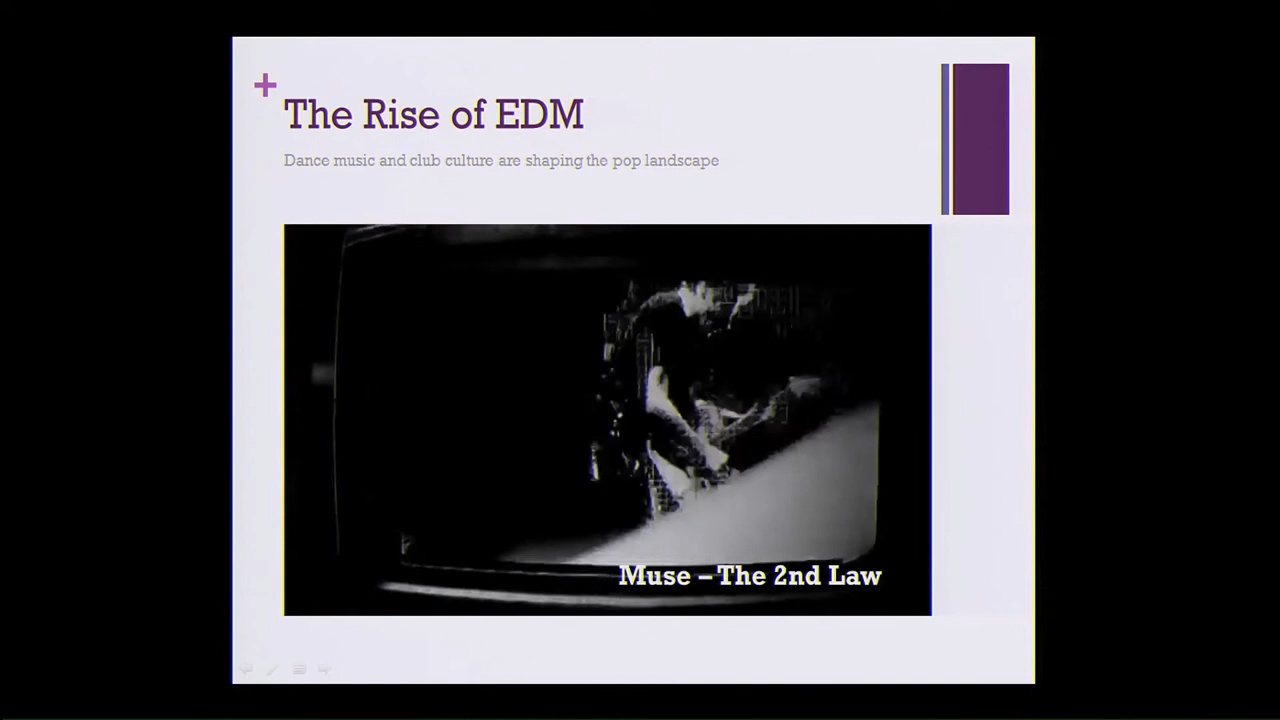 +
The Rise of EDM
Dance music and club culture are shaping the pop landscape
Muse – The 2nd Law